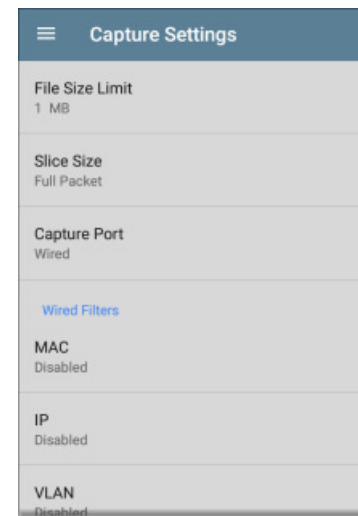 Capture Settings
File Size Limit
1 MB
Slice Size
Full Packet
Capture Port
Wired
Wired Filters
MAC
Disabled
IP
Disabled
VLAN
Disabled